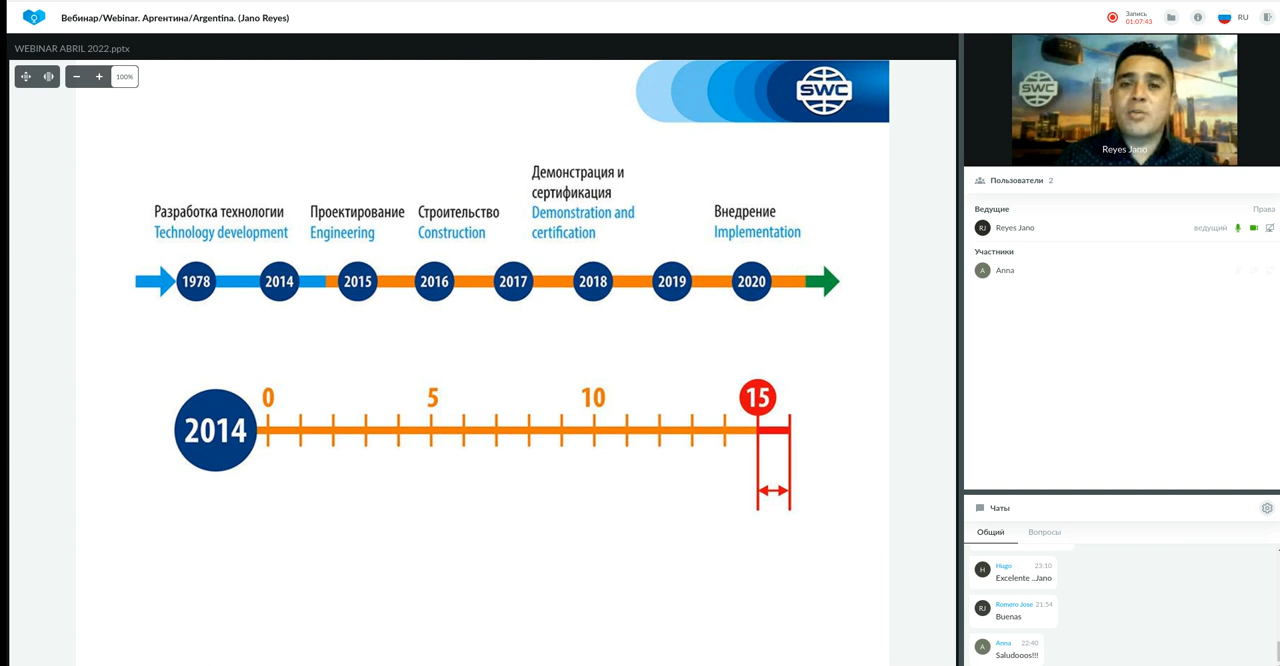 Вебинар/Webinar. Аргентина/Argentina. (Jano Reyes)
Запись
01:07:43
RU
WEBINAR ABRIL 2022.pptx
100%
SWC
Разработка технологии
Technology development
Проектирование
Engineering
Строительство
Construction
Демонстрация и
сертификация
Demonstration and
certification
Внедрение
Implementation
1978
2014
2015
2016
2017
2018
2019
2020
2014
0
5
10
15
SWC
Reyes Jano
Пользователи 2
Ведущие
Права
RJ
Reyes Jano
ведущий
Участники
A
Anna
Чаты
Общий
Вопросы
H
Hugo 23:10
Excelente ..Jano
RJ
Romero Jose 21:54
Buenas
A
Anna 22:40
Saludooos!!!